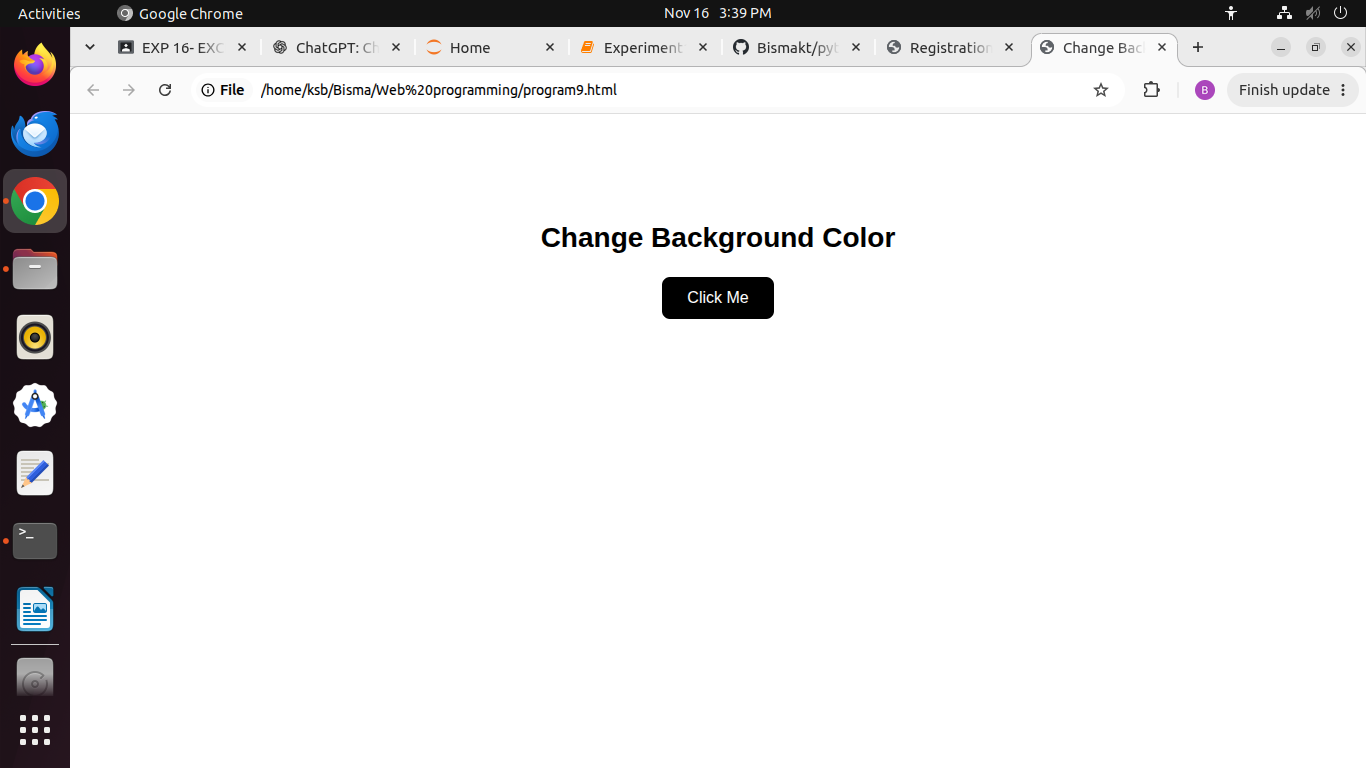 Activities Google Chrome Nov 16 3:39 PM
EXP 16- EXC ChatGPT: Ch Home Experiment Bismakt/pyt Registration Change Bac
File /home/ksb/Bisma/Web%20programming/program9.html B Finish update
Change Background Color
Click Me
>_